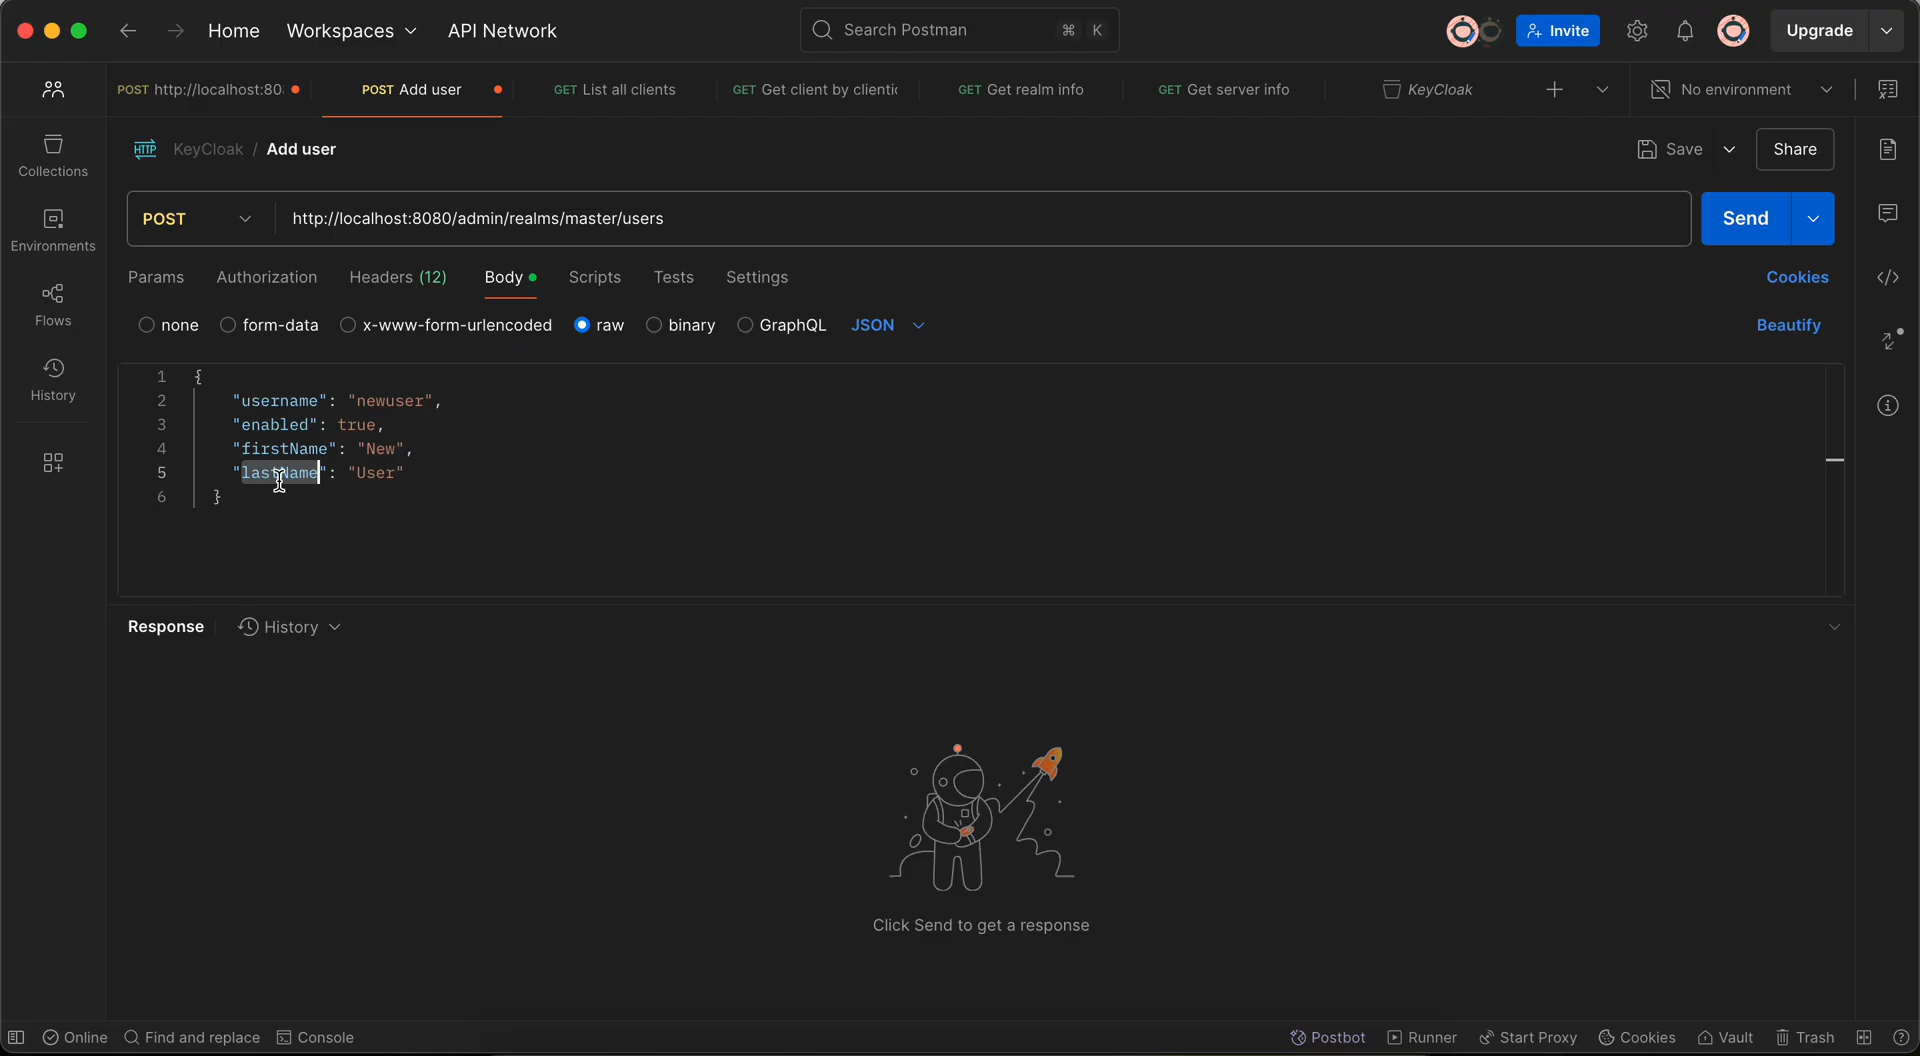 Home Workspaces API Network Search Postman ⌘ K Invite Upgrade
POST http://localhost:80 POST Add user GET List all clients GET Get client by clientic GET Get realm info GET Get server info KeyCloak No environment
HTTP KeyCloak / Add user Save Share
Collections
Environments
Flows
History
POST http://localhost:8080/admin/realms/master/users Send
Params Authorization Headers (12) Body Scripts Tests Settings Cookies
none form-data x-www-form-urlencoded raw binary GraphQL JSON Beautify
1 {
2 "username": "newuser",
3 "enabled": true,
4 "firstName": "New",
5 "lastName": "User"
6 }
Response History
Click Send to get a response
Online Find and replace Console Postbot Runner Start Proxy Cookies Vault Trash